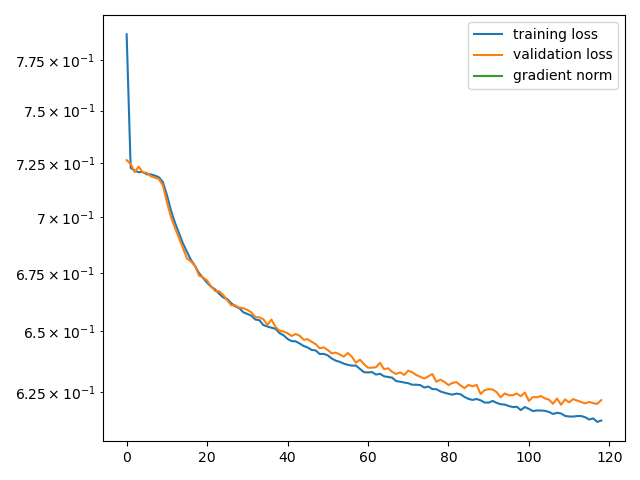 training loss
validation loss
gradient norm
7.75 × 10⁻¹
7.5 × 10⁻¹
7.25 × 10⁻¹
7 × 10⁻¹
6.75 × 10⁻¹
6.5 × 10⁻¹
6.25 × 10⁻¹
0 20 40 60 80 100 120